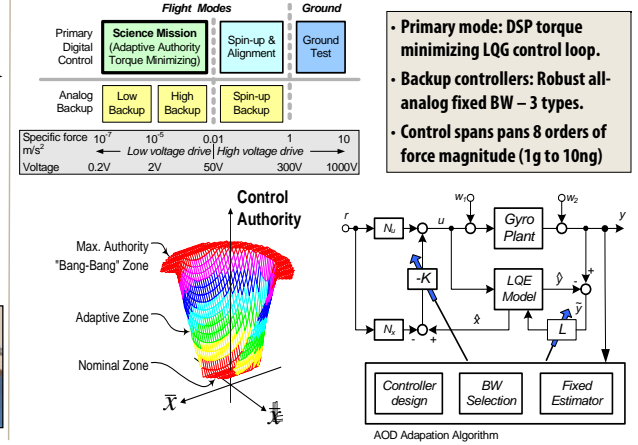 Flight Modes
Ground
Primary
Digital
Control
Science Mission
(Adaptive Authority
Torque Minimizing)
Spin-up &
Alignment
Ground
Test
Analog
Backup
Low
Backup
High
Backup
Spin-up
Backup
Specific force 10-7 10-5 0.01 1 10
m/s2 Low voltage drive High voltage drive
Voltage 0.2V 2V 50V 300V 1000V
• Primary mode: DSP torque
minimizing LQG control loop.
• Backup controllers: Robust all-
analog fixed BW – 3 types.
• Control spans pans 8 orders of
force magnitude (1g to 10ng)
Control
Authority
Max. Authority
"Bang-Bang" Zone
Adaptive Zone
Nominal Zone
x̅
r
Nu
u
w1
Gyro
Plant
w2
y
-K
LQE
Model
ŷ
-
+
ỹ
L
Nx
x̂
-
+
Controller
design
BW
Selection
Fixed
Estimator
AOD Adapation Algorithm